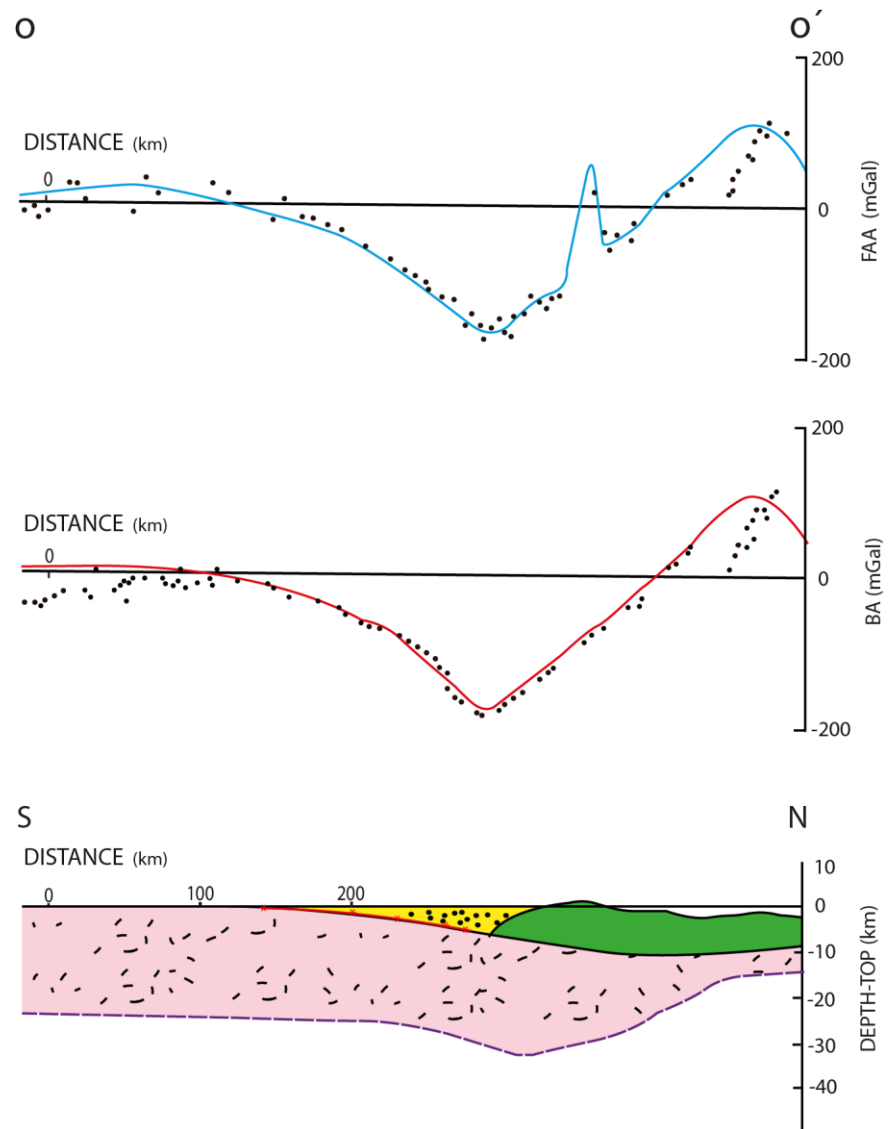 O O´
200
DISTANCE (km)
0
0
FAA (mGal)
-200
200
DISTANCE (km)
0
0
BA (mGal)
-200
S N
DISTANCE (km)
10
0 100 200
0
-10
-20
-30
-40
DEPTH-TOP (km)